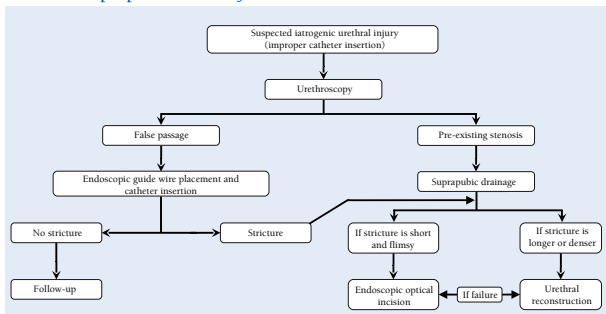 Suspected iatrogenic urethral injury
(improper catheter insertion)
Urethroscopy
False passage
Pre-existing stenosis
Endoscopic guide wire placement and
catheter insertion
Suprapubic drainage
No stricture
Stricture
If stricture is short
and flimsy
If stricture is
longer or denser
Follow-up
Endoscopic optical
incision
If failure
Urethral
reconstruction